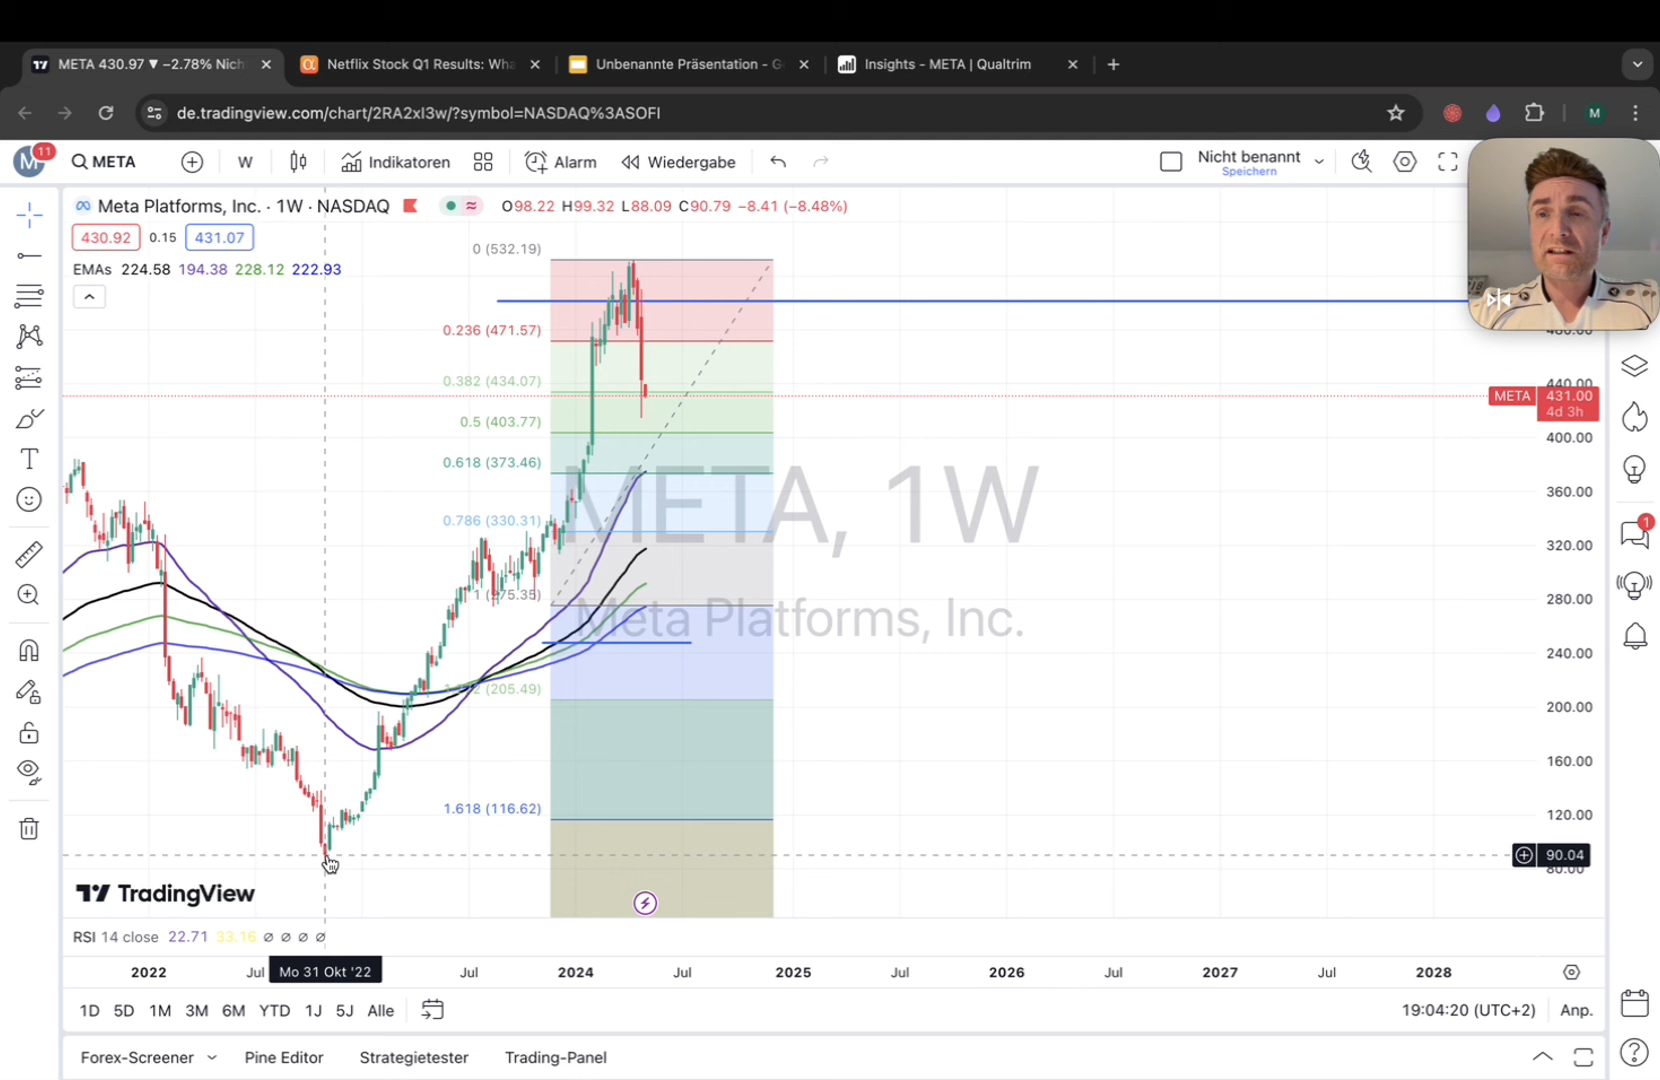 META 430.97 ▼ −2.78% Nich
Netflix Stock Q1 Results: Wha
Unbenannte Präsentation - G
Insights - META | Qualtrim
de.tradingview.com/chart/2RA2xI3w/?symbol=NASDAQ%3ASOFI
M
M 11
META
W
Indikatoren
Alarm
Wiedergabe
Nicht benannt
Speichern
Meta Platforms, Inc. · 1W · NASDAQ
O98.22 H99.32 L88.09 C90.79 −8.41 (−8.48%)
430.92 0.15 431.07
EMAs 224.58 194.38 228.12 222.93
0 (532.19)
0.236 (471.57)
0.382 (434.07)
0.5 (403.77)
0.618 (373.46)
0.786 (330.31)
1 (275.35)
(205.49)
1.618 (116.62)
META, 1W
Meta Platforms, Inc.
480.00
440.00
META 431.00
4d 3h
400.00
360.00
320.00
280.00
240.00
200.00
160.00
120.00
90.04
80.00
1
TradingView
RSI 14 close 22.71 33.16 ∅ ∅ ∅ ∅
2022 Jul Mo 31 Okt '22 Jul 2024 Jul 2025 Jul 2026 Jul 2027 Jul 2028
1D 5D 1M 3M 6M YTD 1J 5J Alle
19:04:20 (UTC+2) Anp.
Forex-Screener Pine Editor Strategietester Trading-Panel